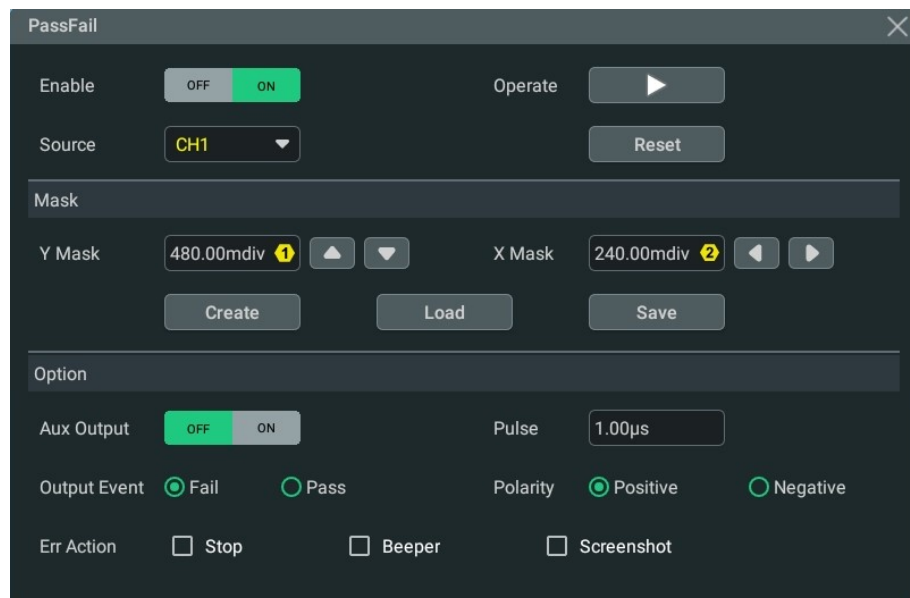 PassFail
Enable OFF ON Operate
Source CH1 Reset
Mask
Y Mask 480.00mdiv 1 X Mask 240.00mdiv 2
Create Load Save
Option
Aux Output OFF ON Pulse 1.00µs
Output Event Fail Pass Polarity Positive Negative
Err Action Stop Beeper Screenshot